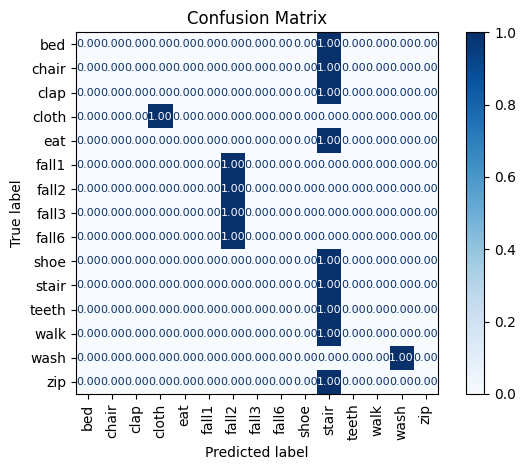 Confusion Matrix
bed 0.00 0.00 0.00 0.00 0.00 0.00 0.00 0.00 0.00 0.00 1.00 0.00 0.00 0.00 0.00
chair 0.00 0.00 0.00 0.00 0.00 0.00 0.00 0.00 0.00 0.00 1.00 0.00 0.00 0.00 0.00
clap 0.00 0.00 0.00 0.00 0.00 0.00 0.00 0.00 0.00 0.00 1.00 0.00 0.00 0.00 0.00
cloth 0.00 0.00 0.00 1.00 0.00 0.00 0.00 0.00 0.00 0.00 0.00 0.00 0.00 0.00 0.00
eat 0.00 0.00 0.00 0.00 0.00 0.00 0.00 0.00 0.00 0.00 1.00 0.00 0.00 0.00 0.00
fall1 0.00 0.00 0.00 0.00 0.00 0.00 1.00 0.00 0.00 0.00 0.00 0.00 0.00 0.00 0.00
fall2 0.00 0.00 0.00 0.00 0.00 0.00 1.00 0.00 0.00 0.00 0.00 0.00 0.00 0.00 0.00
fall3 0.00 0.00 0.00 0.00 0.00 0.00 1.00 0.00 0.00 0.00 0.00 0.00 0.00 0.00 0.00
fall6 0.00 0.00 0.00 0.00 0.00 0.00 1.00 0.00 0.00 0.00 0.00 0.00 0.00 0.00 0.00
shoe 0.00 0.00 0.00 0.00 0.00 0.00 0.00 0.00 0.00 0.00 1.00 0.00 0.00 0.00 0.00
stair 0.00 0.00 0.00 0.00 0.00 0.00 0.00 0.00 0.00 0.00 1.00 0.00 0.00 0.00 0.00
teeth 0.00 0.00 0.00 0.00 0.00 0.00 0.00 0.00 0.00 0.00 1.00 0.00 0.00 0.00 0.00
walk 0.00 0.00 0.00 0.00 0.00 0.00 0.00 0.00 0.00 0.00 1.00 0.00 0.00 0.00 0.00
wash 0.00 0.00 0.00 0.00 0.00 0.00 0.00 0.00 0.00 0.00 0.00 0.00 0.00 1.00 0.00
zip 0.00 0.00 0.00 0.00 0.00 0.00 0.00 0.00 0.00 0.00 1.00 0.00 0.00 0.00 0.00
True label
bed chair clap cloth eat fall1 fall2 fall3 fall6 shoe stair teeth walk wash zip
Predicted label
1.0
0.8
0.6
0.4
0.2
0.0